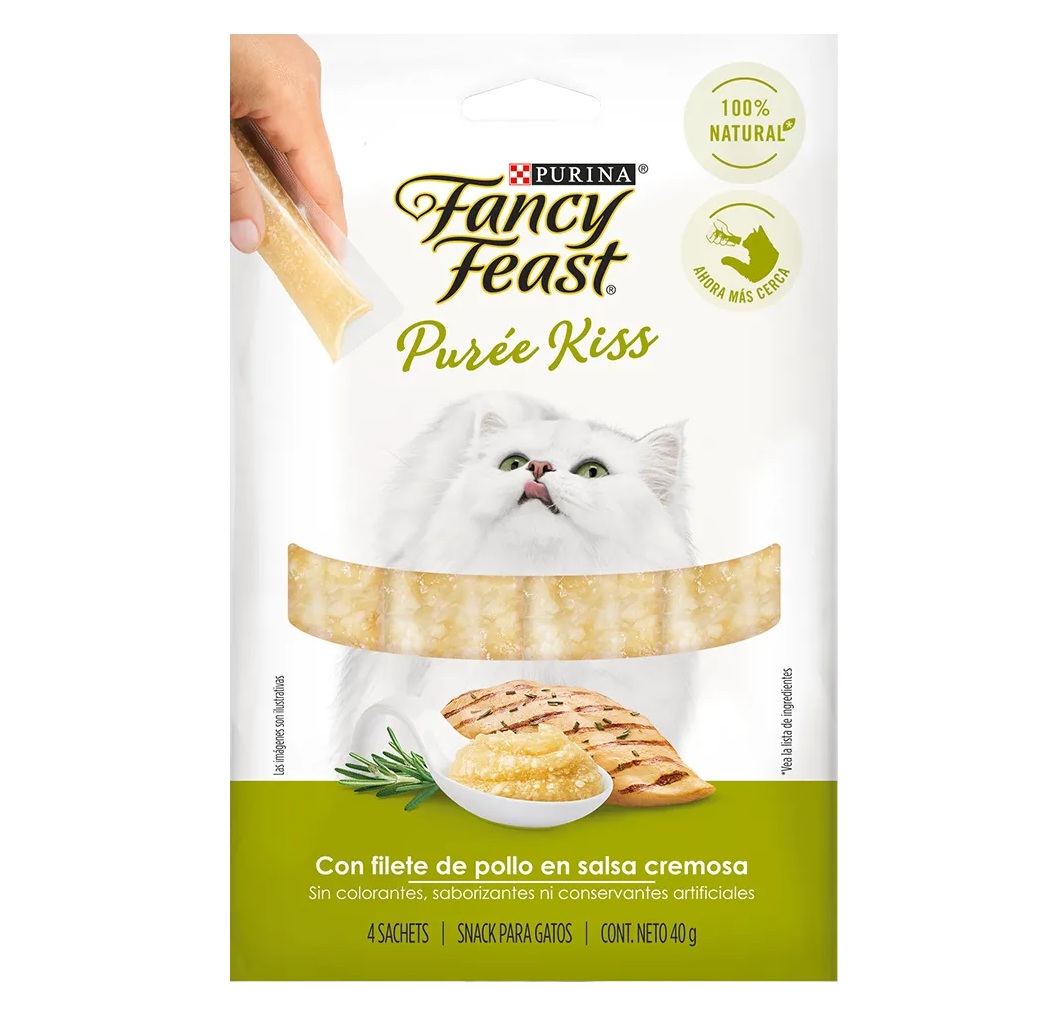 100%
NATURAL*
PURINA®
Fancy
Feast®
AHORA MÁS CERCA
Purée Kiss
Las imágenes son ilustrativas
*Vea la lista de ingredientes
Con filete de pollo en salsa cremosa
Sin colorantes, saborizantes ni conservantes artificiales
4 SACHETS | SNACK PARA GATOS | CONT. NETO 40 g